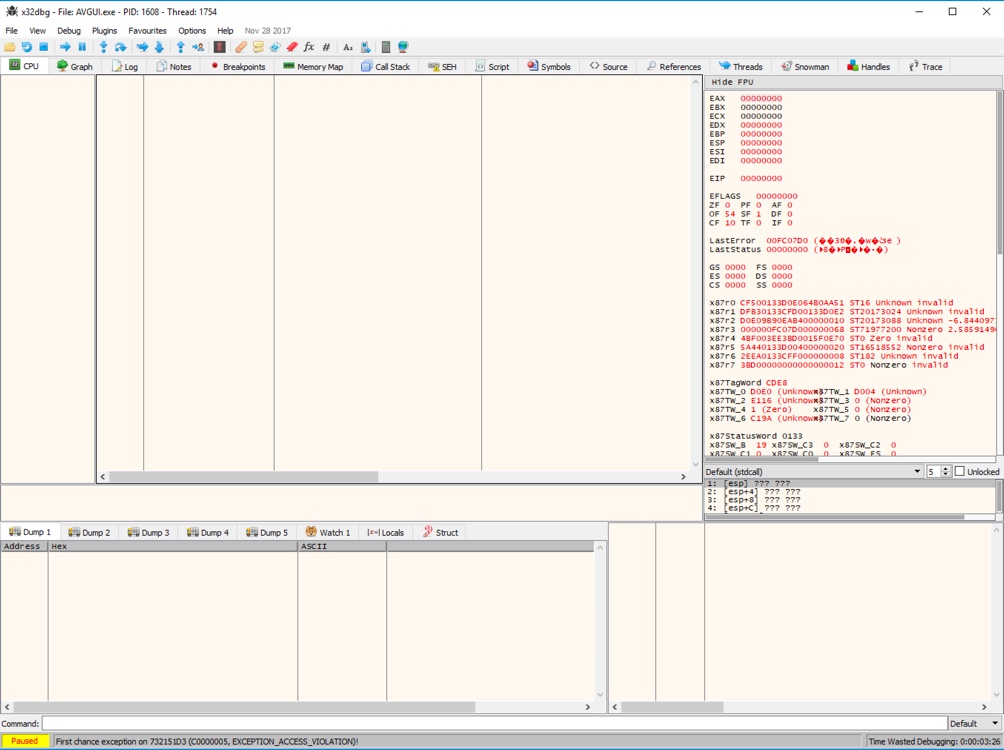 x32dbg - File: AVGUI.exe - PID: 1608 - Thread: 1754
File View Debug Plugins Favourites Options Help Nov 28 2017
CPU Graph Log Notes Breakpoints Memory Map Call Stack SEH Script Symbols Source References Threads Snowman Handles Trace
Hide FPU
EAX 00000000
EBX 00000000
ECX 00000000
EDX 00000000
EBP 00000000
ESP 00000000
ESI 00000000
EDI 00000000
EIP 00000000
EFLAGS 00000000
ZF 0 PF 0 AF 0
OF 54 SF 1 DF 0
CF 10 TF 0 IF 0
LastError 00FC07D0
LastStatus 00000000
GS 0000 FS 0000
ES 0000 DS 0000
CS 0000 SS 0000
x87r0 CF500133D0E064B0AA51 ST16 Unknown invalid
x87r1 DFB30133CFD00133D0E2 ST20173024 Unknown invalid
x87r2 D0E09B90EAB400000010 ST20173088 Unknown -6.844097
x87r3 000000FC07D000000068 ST71977200 Nonzero 2.5859149
x87r4 4BF003EE3BD0015F0E70 ST0 Zero invalid
x87r5 5A440133D00400000020 ST16518552 Nonzero invalid
x87r6 2EEA0133CFF000000008 ST182 Unknown invalid
x87r7 3BD00000000000000012 ST0 Nonzero invalid
x87TagWord CDE8
x87TW_0 D0E0 (Unknown) x87TW_1 D004 (Unknown)
x87TW_2 E116 (Unknown) x87TW_3 0 (Nonzero)
x87TW_4 1 (Zero) x87TW_5 0 (Nonzero)
x87TW_6 C19A (Unknown) x87TW_7 0 (Nonzero)
x87StatusWord 0133
x87SW_B 19 x87SW_C3 0 x87SW_C2 0
x87SW_C1 0 x87SW_C0 0 x87SW_ES 0
Default (stdcall) 5 Unlocked
1: [esp] ??? ???
2: [esp+4] ??? ???
3: [esp+8] ??? ???
4: [esp+C] ??? ???
Dump 1 Dump 2 Dump 3 Dump 4 Dump 5 Watch 1 [x=] Locals Struct
Address Hex ASCII
Command: Default
Paused First chance exception on 732151D3 (C0000005, EXCEPTION_ACCESS_VIOLATION)! Time Wasted Debugging: 0:00:03:26